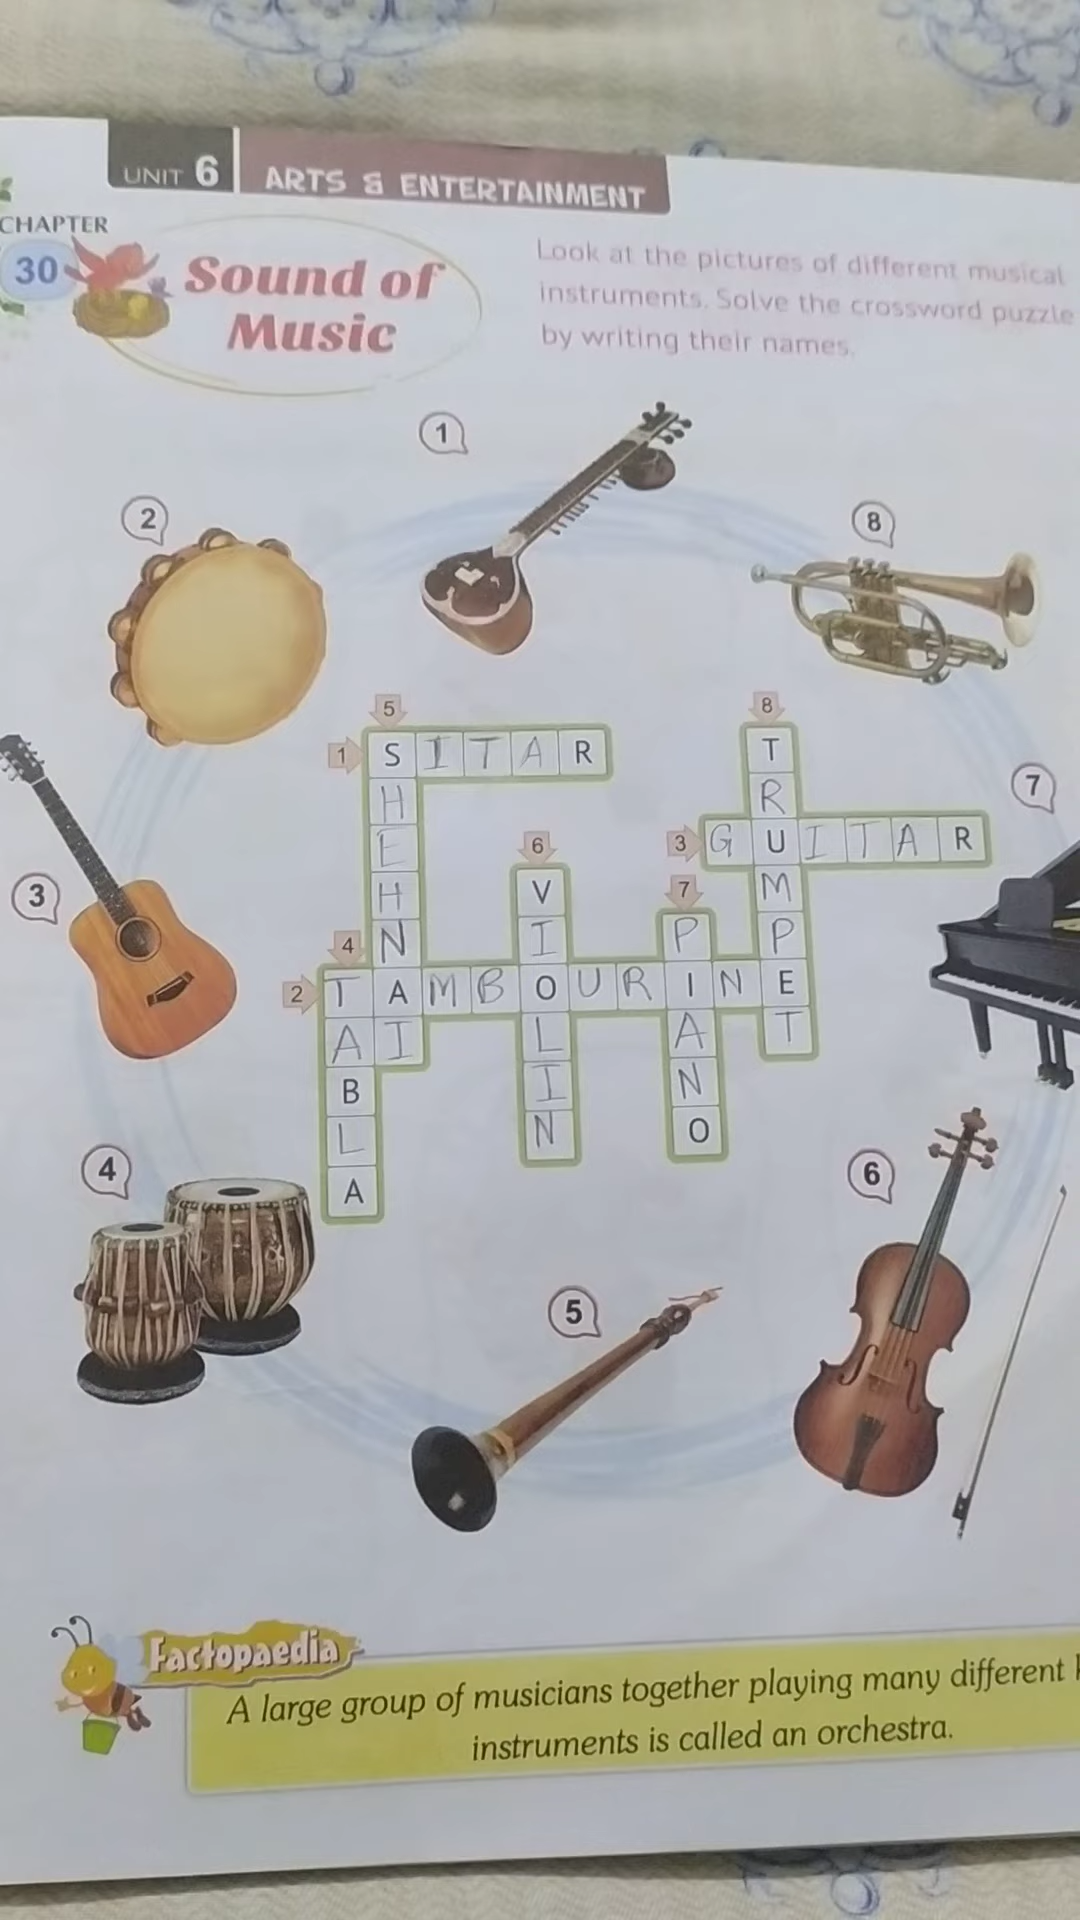 UNIT 6 ARTS & ENTERTAINMENT
CHAPTER
30
Sound of
Music
Look at the pictures of different musical
instruments. Solve the crossword puzzle
by writing their names.
1
2
8
5
8
1 SITAR
T
H
R
7
E
6
3 GUITAR
3
H
V
7
M
4
N
I
P
P
2 TAMBOURINE
A
I
L
A
T
B
I
N
L
N
O
4
6
A
5
Factopaedia
A large group of musicians together playing many different
instruments is called an orchestra.